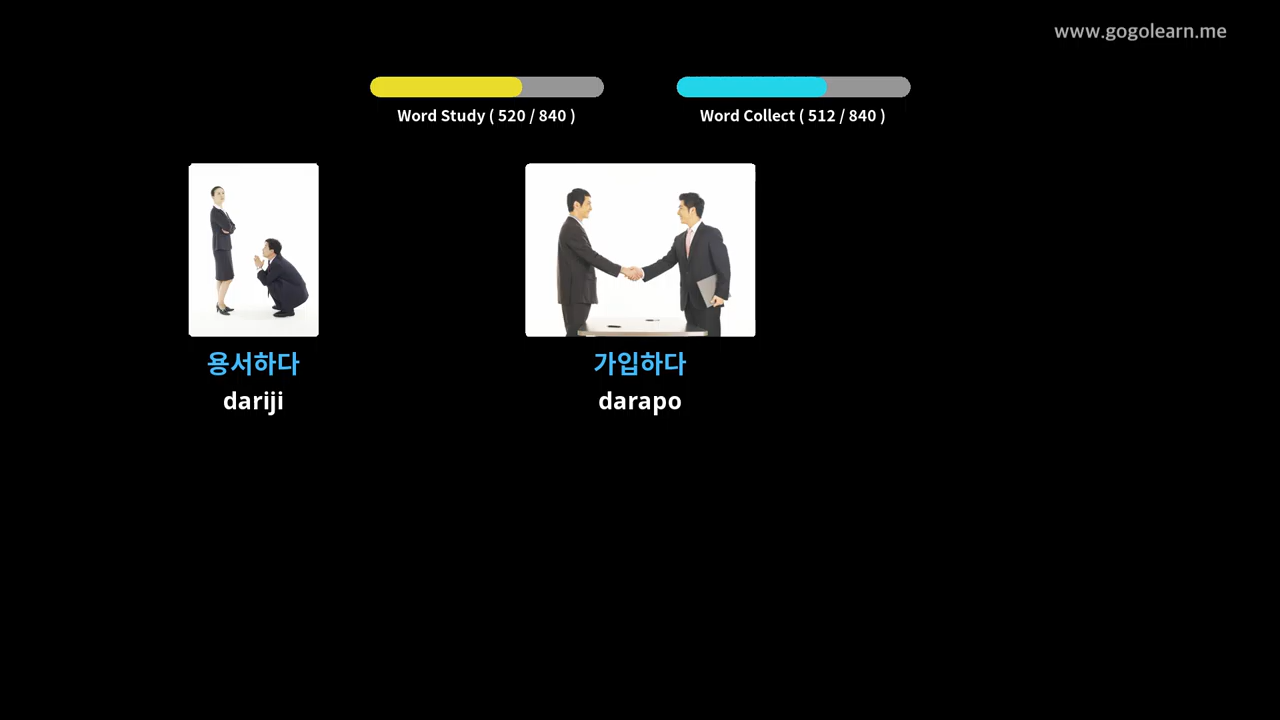 www.gogolearn.me
Word Study ( 520 / 840 )
Word Collect ( 512 / 840 )
용서하다
dariji
가입하다
darapo